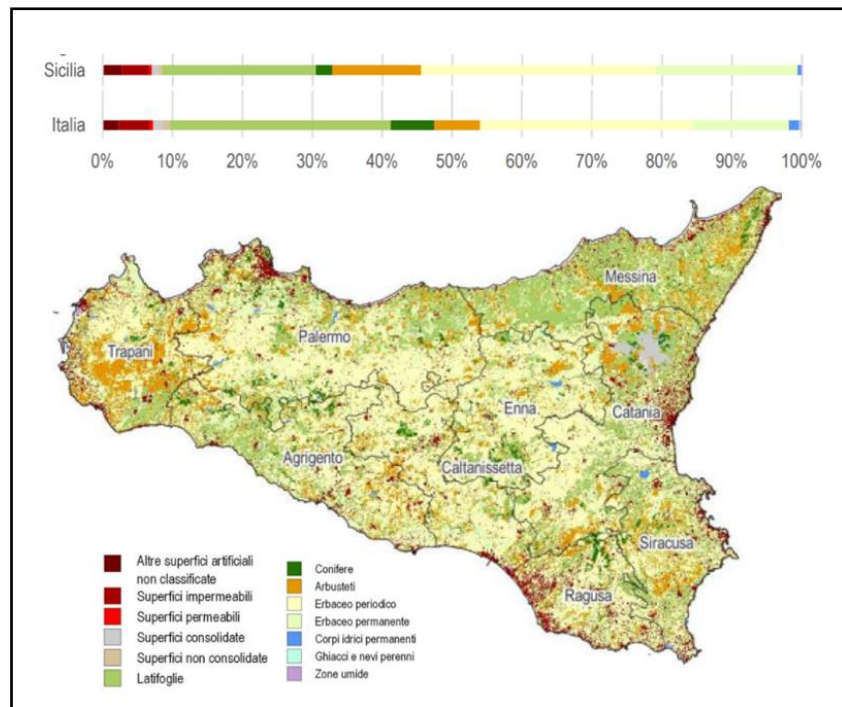 Sicilia
Italia
0% 10% 20% 30% 40% 50% 60% 70% 80% 90% 100%
Messina
Palermo
Trapani
Enna
Catania
Agrigento
Caltanissetta
Siracusa
Ragusa
Altre superfici artificiali
non classificate
Superfici impermeabili
Superfici permeabili
Superfici consolidate
Superfici non consolidate
Latifoglie
Conifere
Arbusteti
Erbaceo periodico
Erbaceo permanente
Corpi idrici permanenti
Ghiacci e nevi perenni
Zone umide